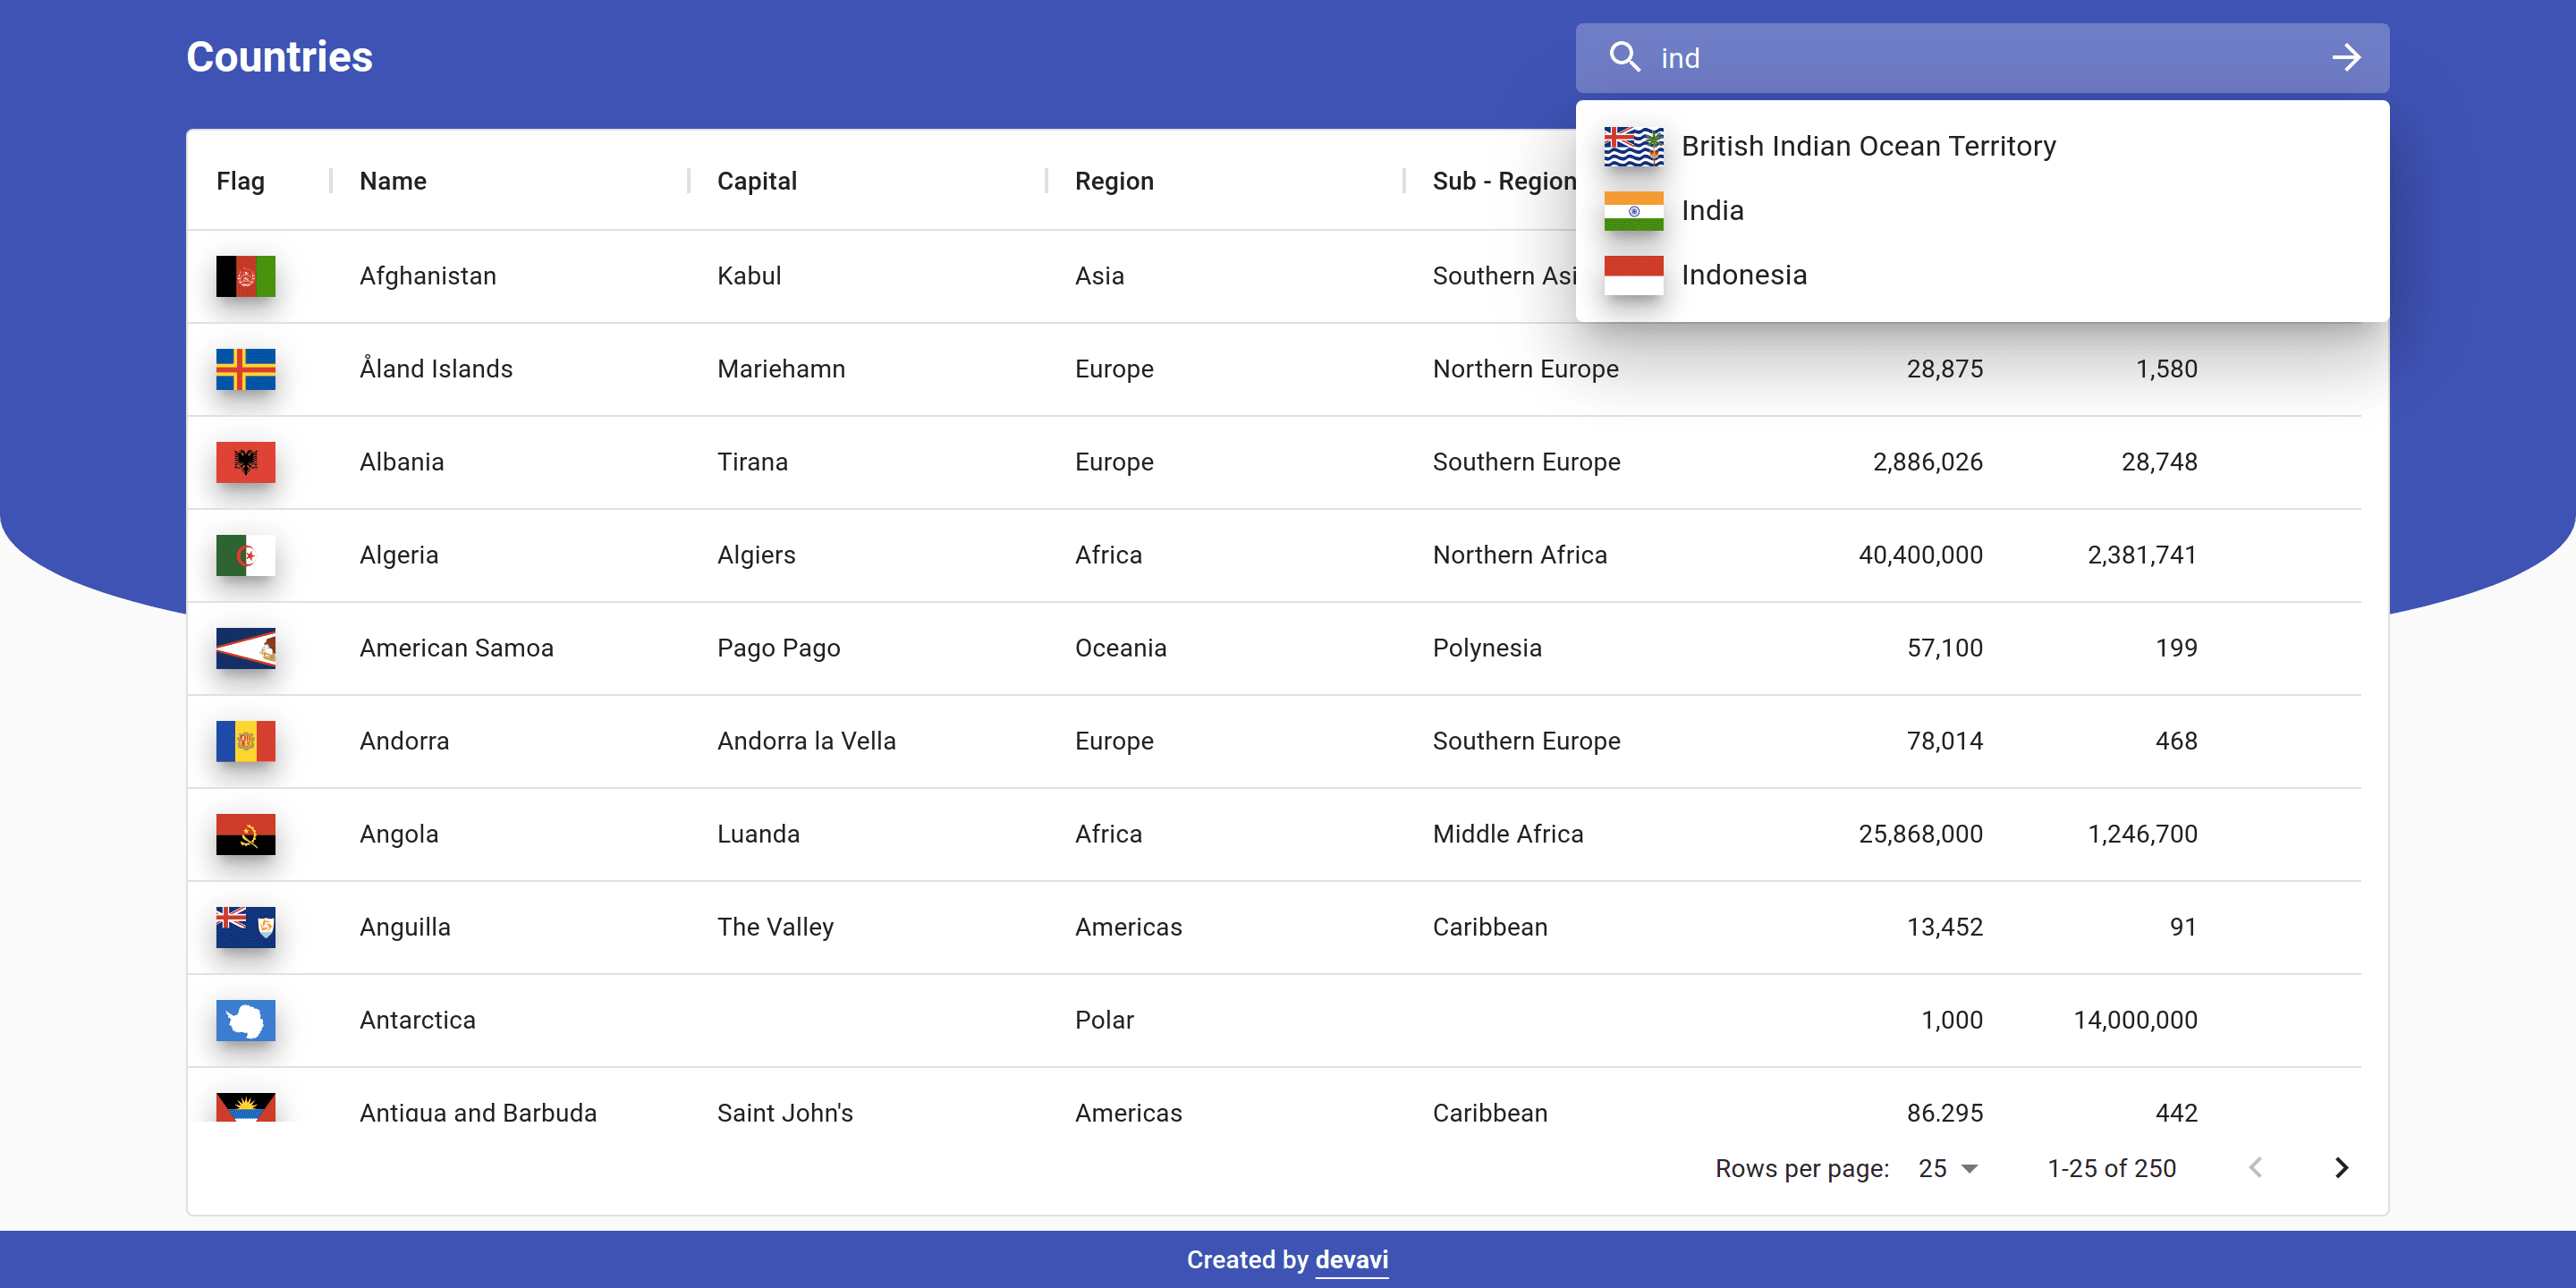 Countries
ind
British Indian Ocean Territory
India
Indonesia
Flag Name Capital Region Sub - Region
Afghanistan Kabul Asia Southern Asi
Åland Islands Mariehamn Europe Northern Europe 28,875 1,580
Albania Tirana Europe Southern Europe 2,886,026 28,748
Algeria Algiers Africa Northern Africa 40,400,000 2,381,741
American Samoa Pago Pago Oceania Polynesia 57,100 199
Andorra Andorra la Vella Europe Southern Europe 78,014 468
Angola Luanda Africa Middle Africa 25,868,000 1,246,700
Anguilla The Valley Americas Caribbean 13,452 91
Antarctica Polar 1,000 14,000,000
Antigua and Barbuda Saint John's Americas Caribbean 86,295 442
Rows per page: 25 1-25 of 250
Created by devavi